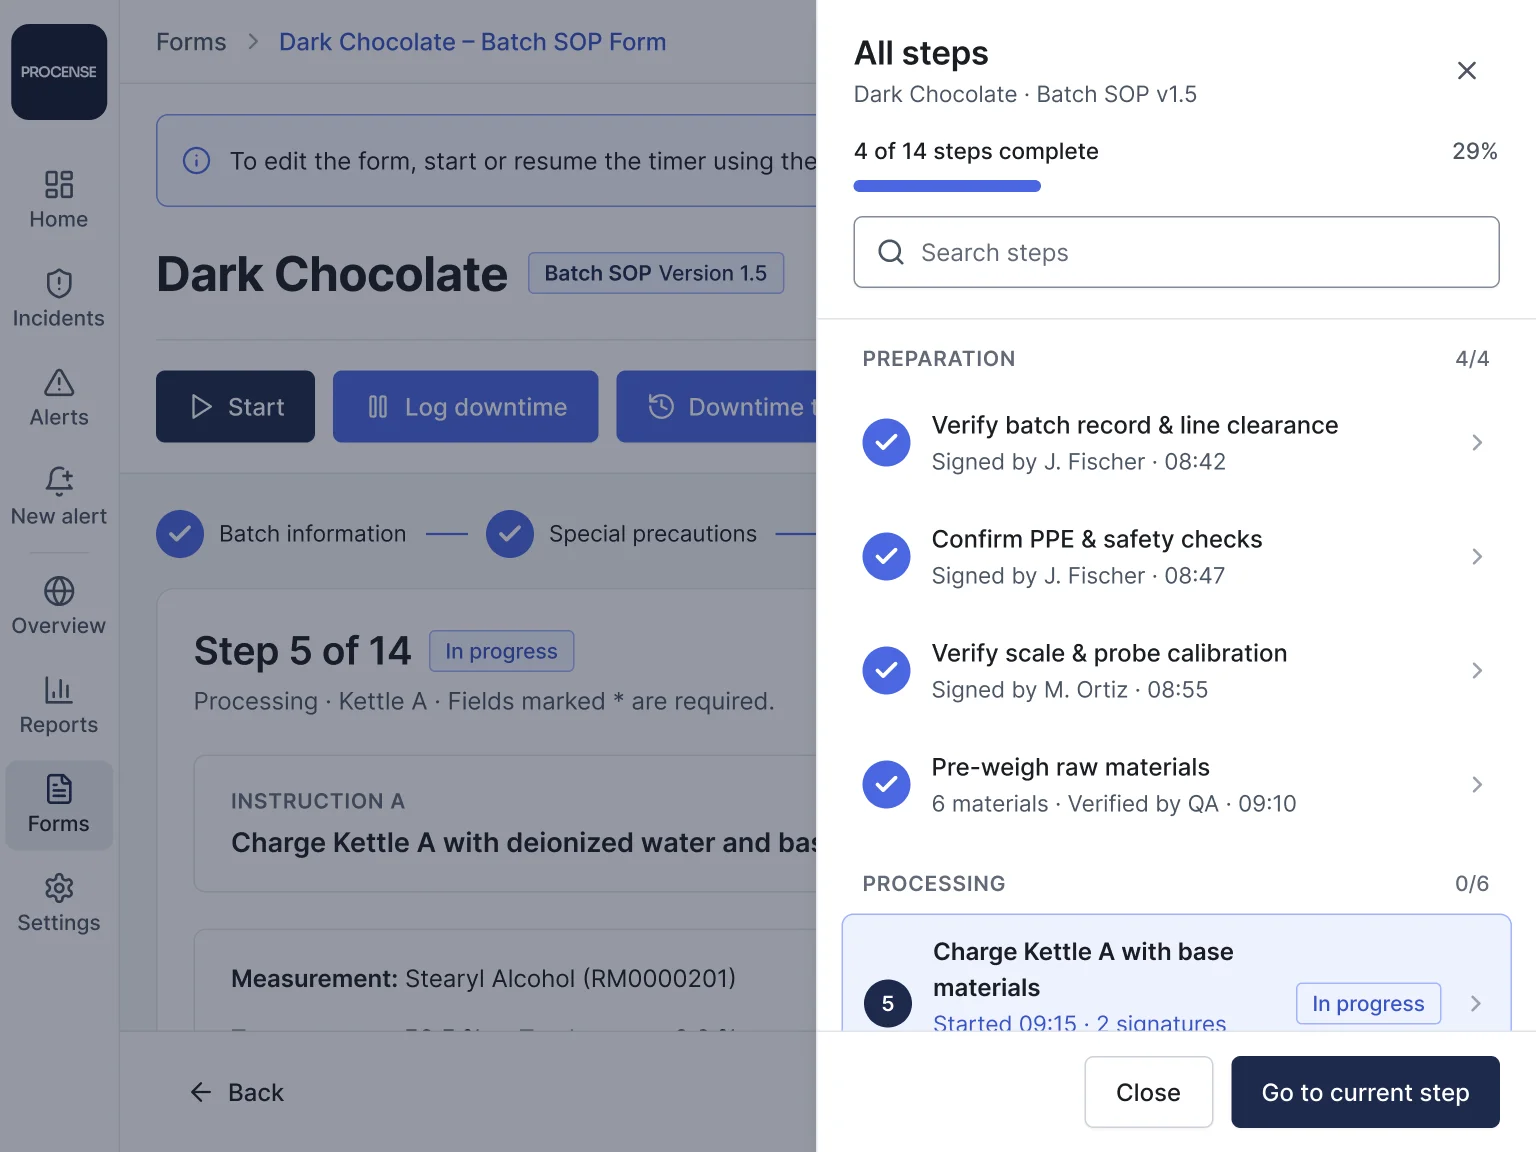 PROCENSE
Home
Incidents
Alerts
New alert
Overview
Reports
Forms
Settings
Forms > Dark Chocolate – Batch SOP Form
To edit the form, start or resume the timer using the
Dark Chocolate
Batch SOP Version 1.5
Start
Log downtime
Downtime
Batch information
Special precautions
Step 5 of 14
In progress
Processing · Kettle A · Fields marked * are required.
INSTRUCTION A
Charge Kettle A with deionized water and bas
Measurement: Stearyl Alcohol (RM0000201)
Back
All steps
Dark Chocolate · Batch SOP v1.5
4 of 14 steps complete
29%
Search steps
PREPARATION
4/4
Verify batch record & line clearance
Signed by J. Fischer · 08:42
Confirm PPE & safety checks
Signed by J. Fischer · 08:47
Verify scale & probe calibration
Signed by M. Ortiz · 08:55
Pre-weigh raw materials
6 materials · Verified by QA · 09:10
PROCESSING
0/6
5
Charge Kettle A with base
materials
Started 09:15 · 2 signatures
In progress
Close
Go to current step